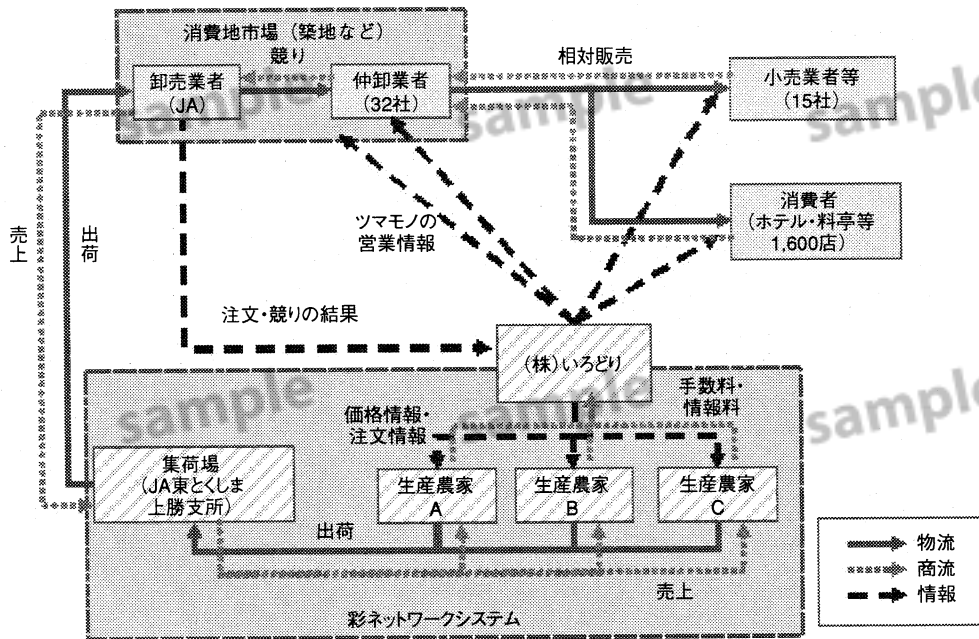 消費地市場（築地など）
競り
卸売業者
（JA）
仲卸業者
（32社）
相対販売
小売業者等
（15社）
消費者
（ホテル・料亭等
1,600店）
売上
出荷
ツマモノの
営業情報
注文・競りの結果
（株）いろどり
手数料・
情報料
価格情報・
注文情報
集荷場
（JA東とくしま
上勝支所）
生産農家
A
生産農家
B
生産農家
C
出荷
売上
彩ネットワークシステム
物流
商流
情報
sample
sample
sample
sample
sample
sample